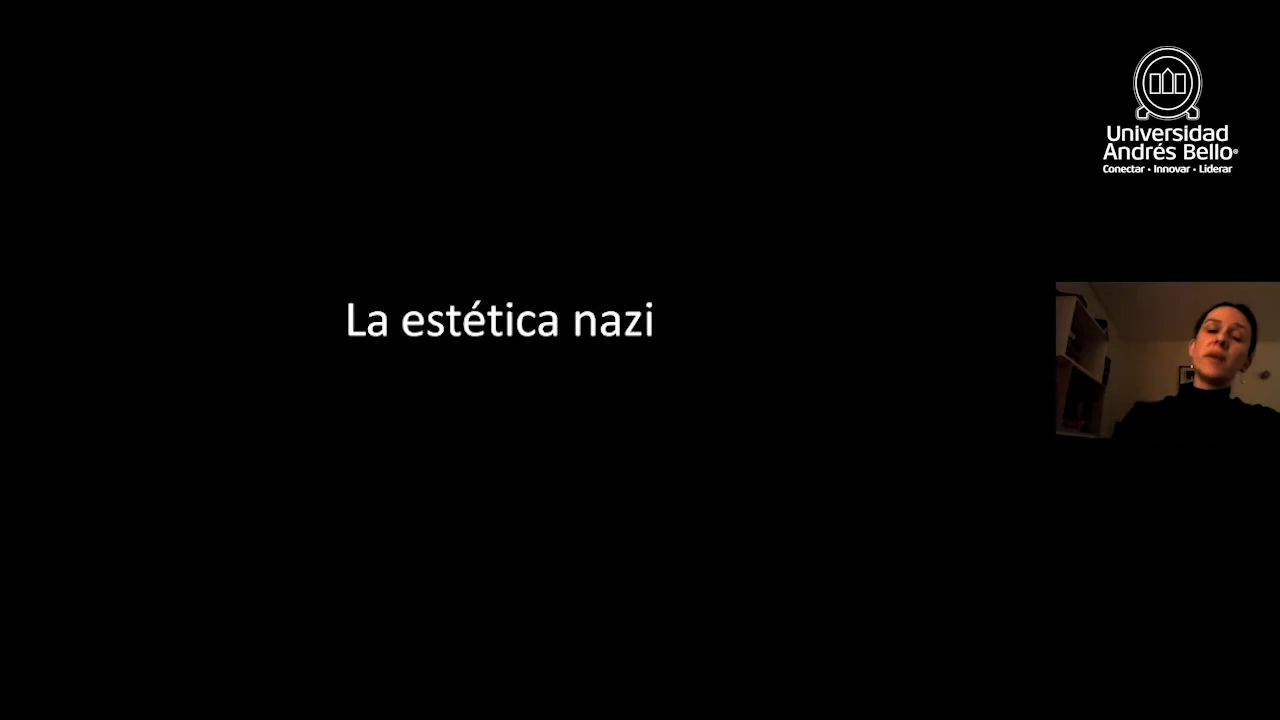 Universidad
Andrés Bello®
Conectar • Innovar • Liderar
La estética nazi